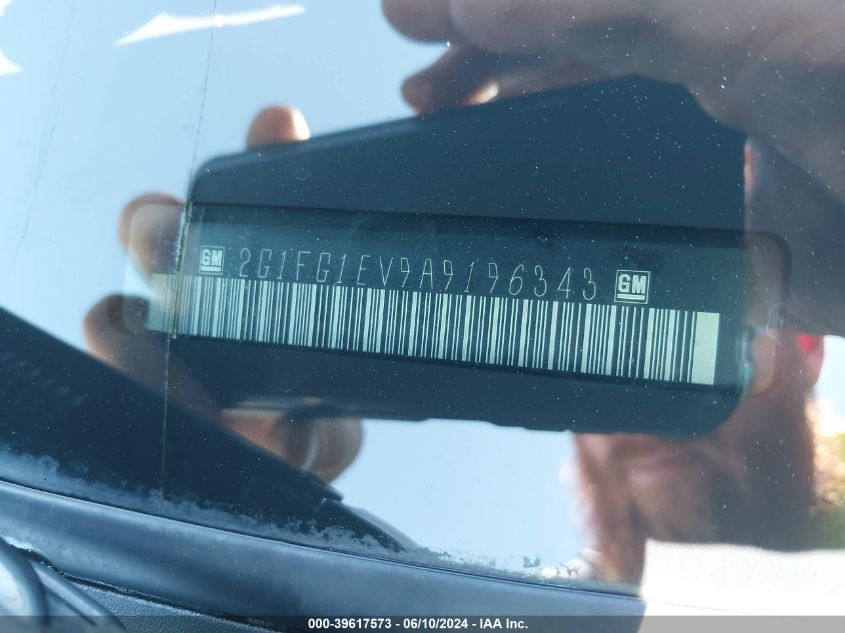 GM 2G1FG1EV9A9196343 GM
000-39617573 / 06/10/2024 - IAA Inc.